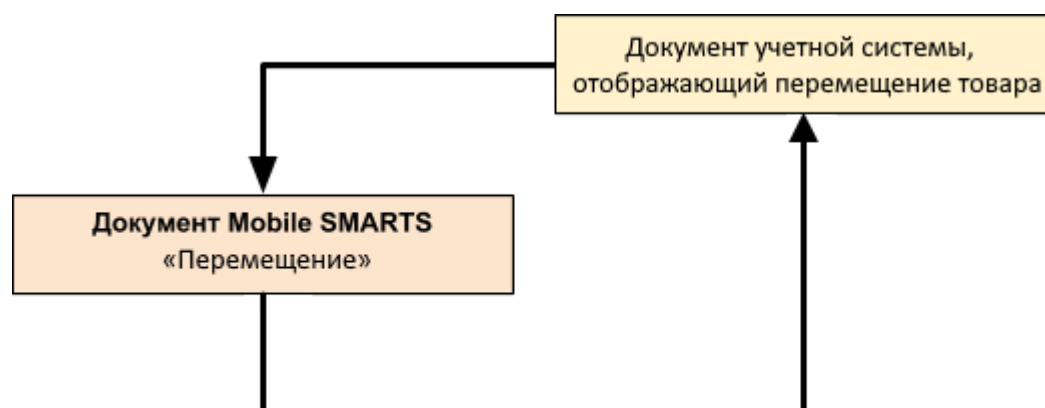 Документ учетной системы,
отображающий перемещение товара
Документ Mobile SMARTS
«Перемещение»